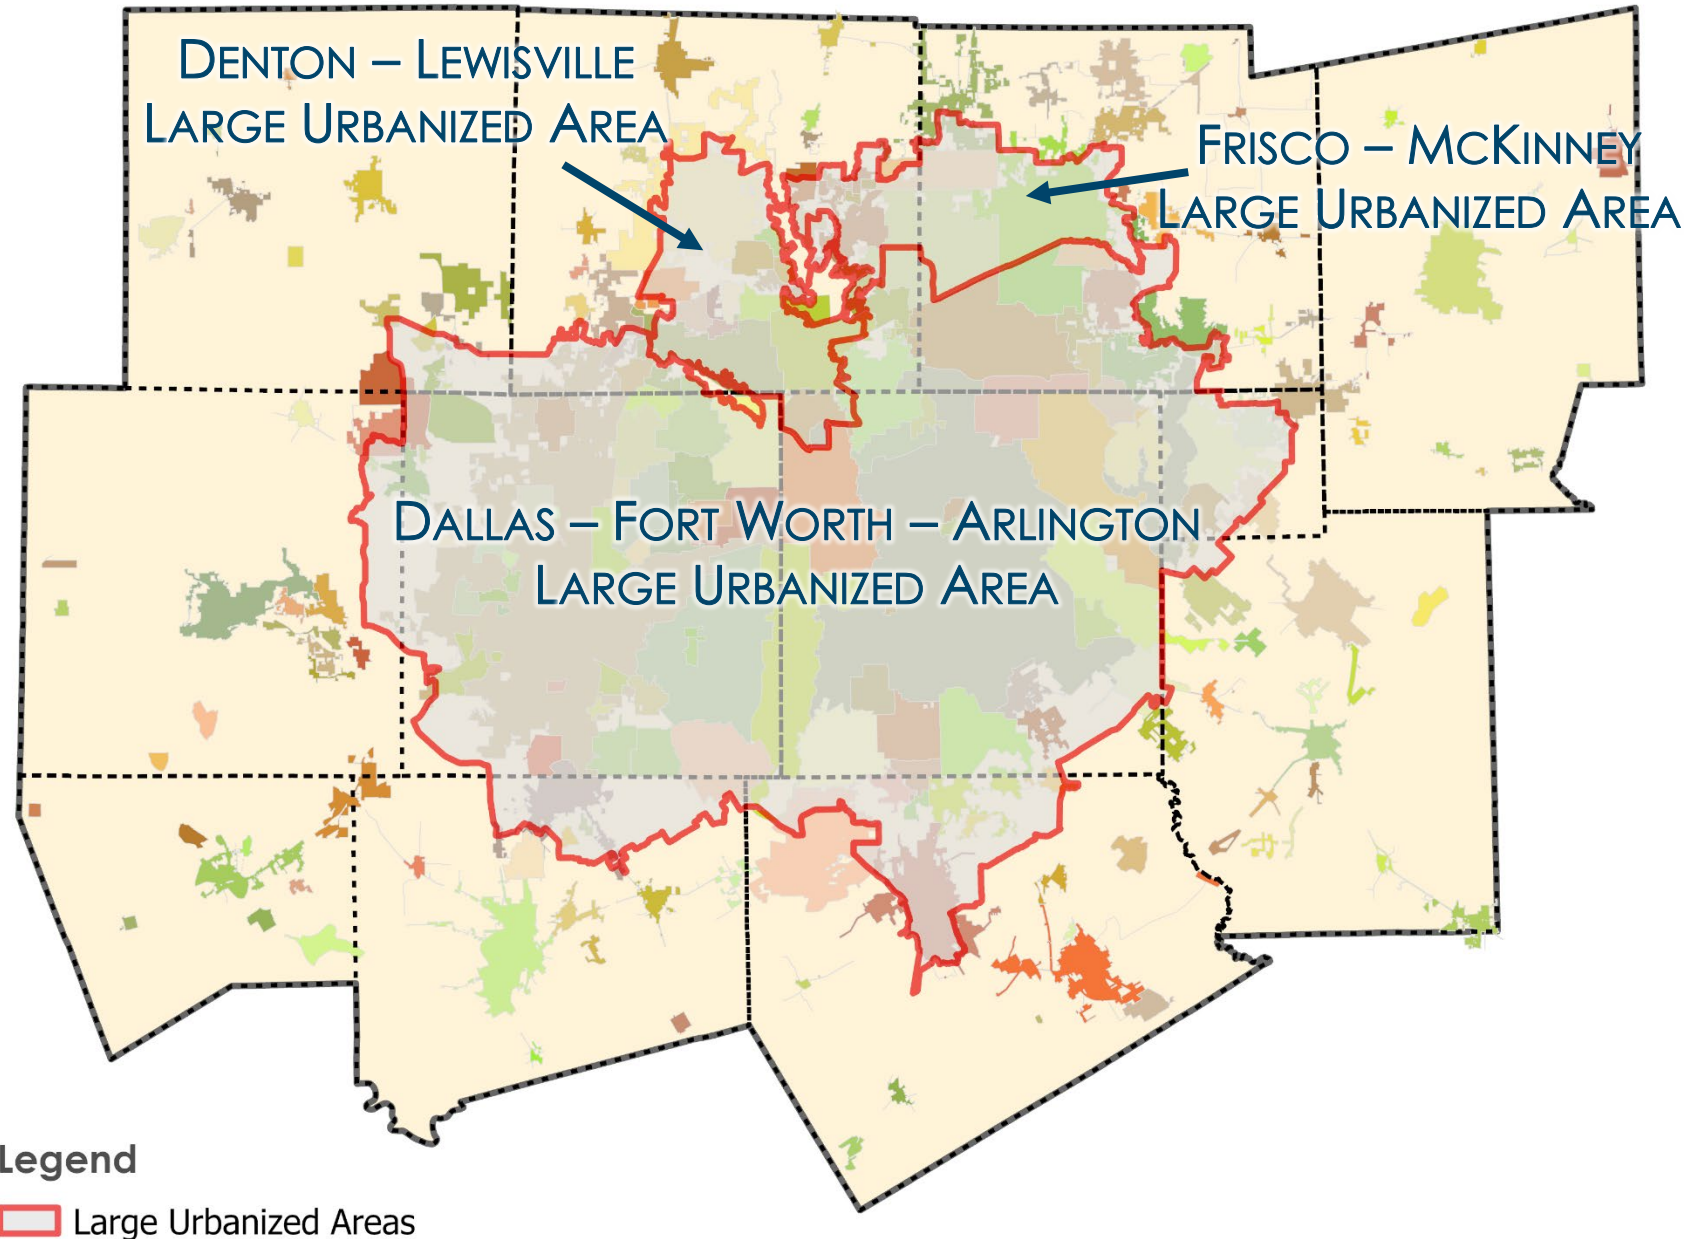 DENTON – LEWISVILLE
LARGE URBANIZED AREA
FRISCO – MCKINNEY
LARGE URBANIZED AREA
DALLAS – FORT WORTH – ARLINGTON
LARGE URBANIZED AREA
Legend
Large Urbanized Areas